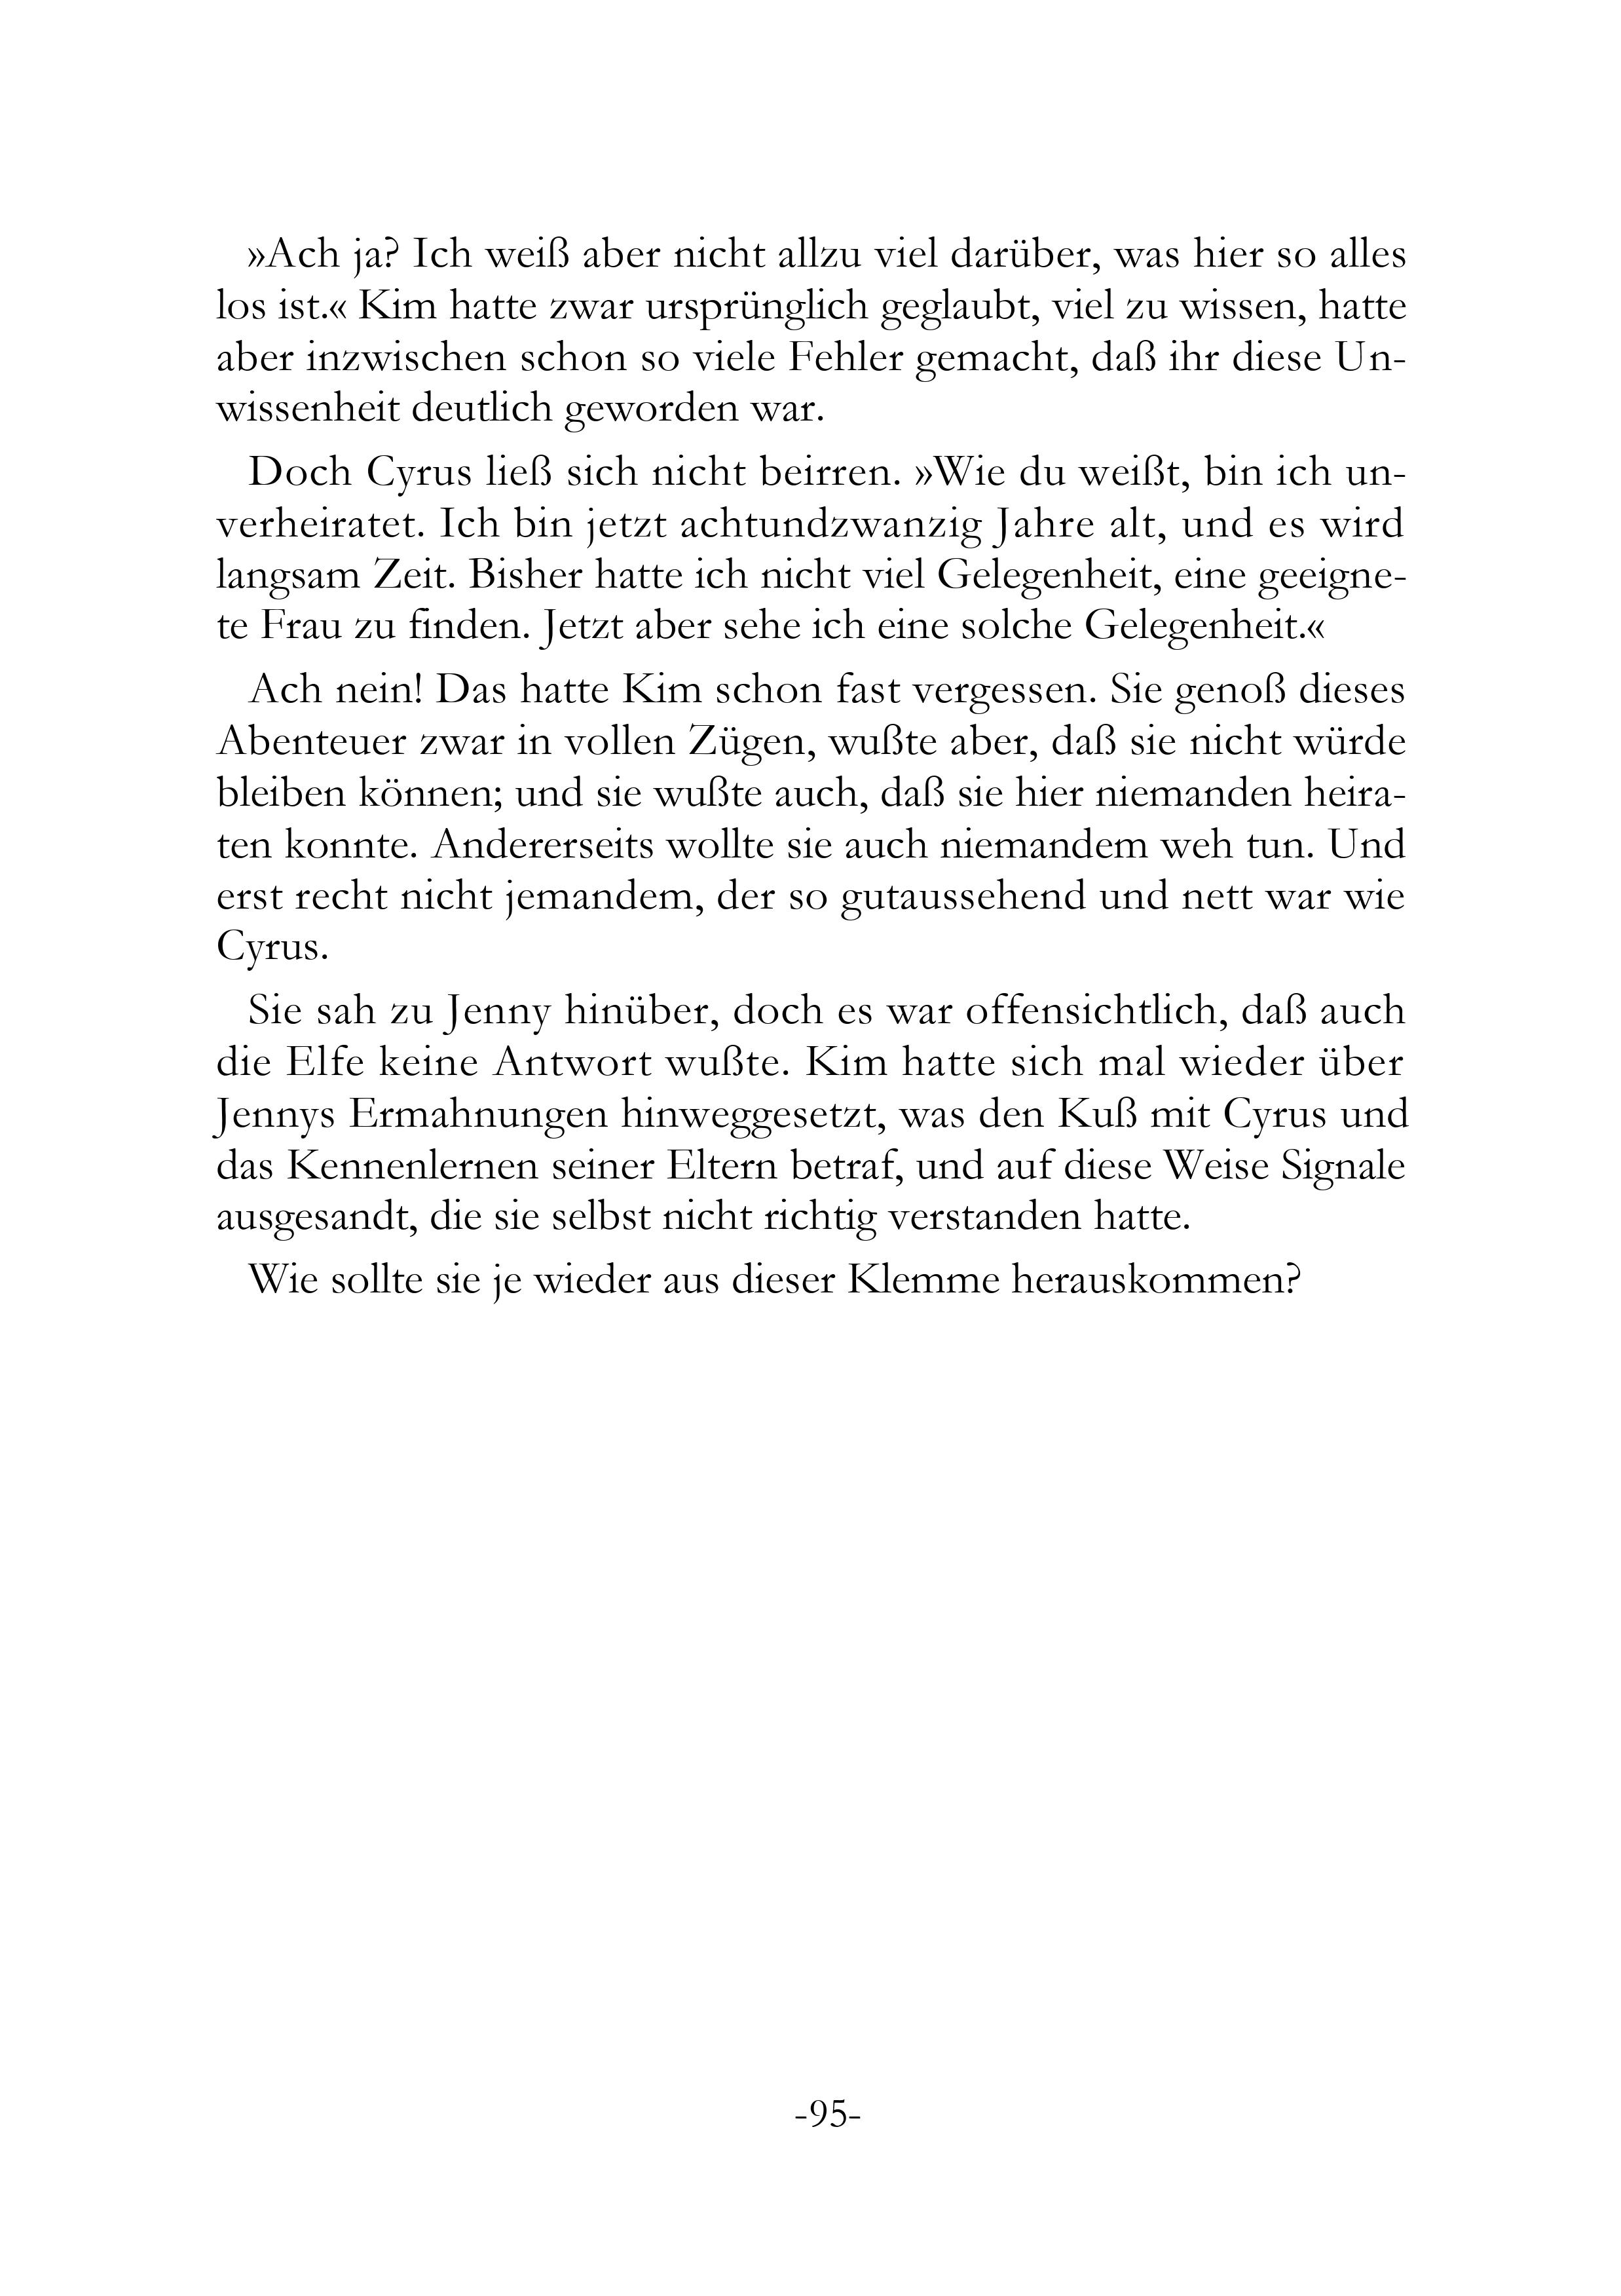 »Ach ja? Ich weiß aber nicht allzu viel darüber, was hier so alles
los ist.« Kim hatte zwar ursprünglich geglaubt, viel zu wissen, hatte
aber inzwischen schon so viele Fehler gemacht, daß ihr diese Un-
wissenheit deutlich geworden war.
Doch Cyrus ließ sich nicht beirren. »Wie du weißt, bin ich un-
verheiratet. Ich bin jetzt achtundzwanzig Jahre alt, und es wird
langsam Zeit. Bisher hatte ich nicht viel Gelegenheit, eine geeigne-
te Frau zu finden. Jetzt aber sehe ich eine solche Gelegenheit.«
Ach nein! Das hatte Kim schon fast vergessen. Sie genoß dieses
Abenteuer zwar in vollen Zügen, wußte aber, daß sie nicht würde
bleiben können; und sie wußte auch, daß sie hier niemanden heira-
ten konnte. Andererseits wollte sie auch niemandem weh tun. Und
erst recht nicht jemandem, der so gutaussehend und nett war wie
Cyrus.
Sie sah zu Jenny hinüber, doch es war offensichtlich, daß auch
die Elfe keine Antwort wußte. Kim hatte sich mal wieder über
Jennys Ermahnungen hinweggesetzt, was den Kuß mit Cyrus und
das Kennenlernen seiner Eltern betraf, und auf diese Weise Signale
ausgesandt, die sie selbst nicht richtig verstanden hatte.
Wie sollte sie je wieder aus dieser Klemme herauskommen?
-95-